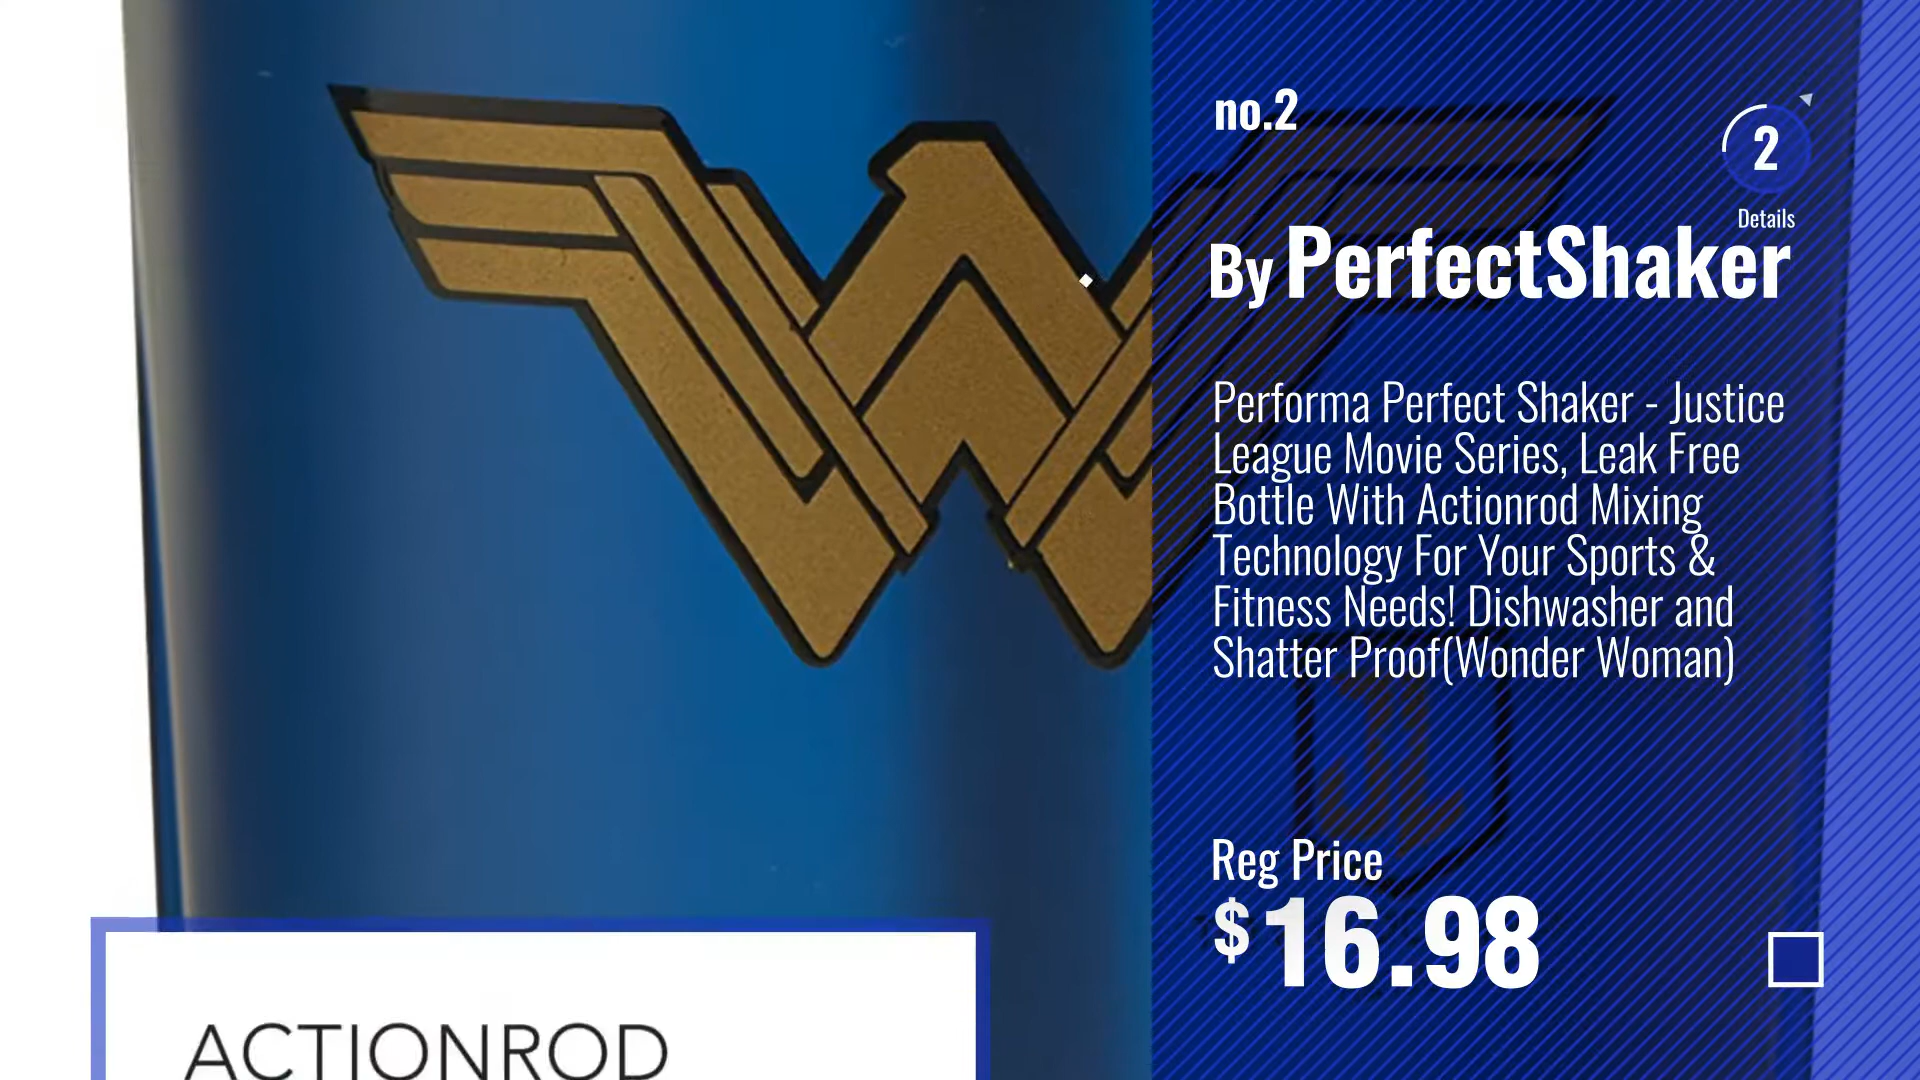 no.2
2
Details
By PerfectShaker
Performa Perfect Shaker - Justice
League Movie Series, Leak Free
Bottle With Actionrod Mixing
Technology For Your Sports &
Fitness Needs! Dishwasher and
Shatter Proof(Wonder Woman)
JL
Reg Price
$16.98
ACTIONROD